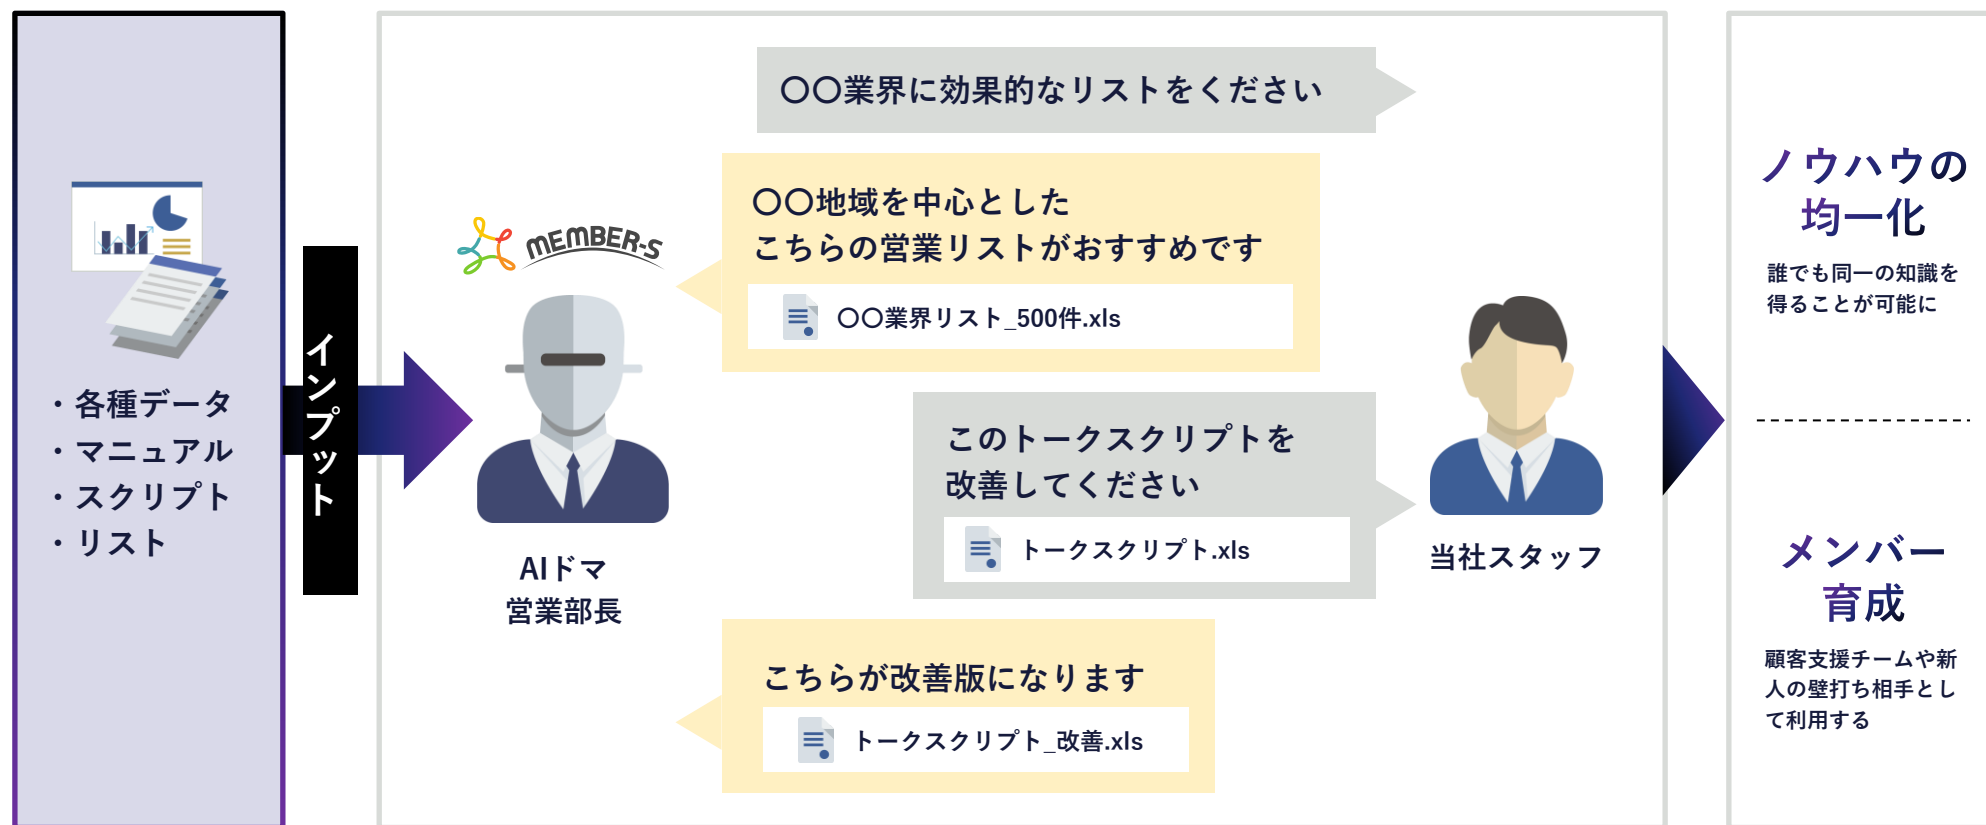 ・各種データ
・マニュアル
・スクリプト
・リスト
インプット
MEMBER-S
AIドマ
営業部長
〇〇業界に効果的なリストをください
〇〇地域を中心とした
こちらの営業リストがおすすめです
〇〇業界リスト_500件.xls
このトークスクリプトを
改善してください
トークスクリプト.xls
こちらが改善版になります
トークスクリプト_改善.xls
当社スタッフ
ノウハウの
均一化
誰でも同一の知識を
得ることが可能に
メンバー
育成
顧客支援チームや新
人の壁打ち相手とし
て利用する